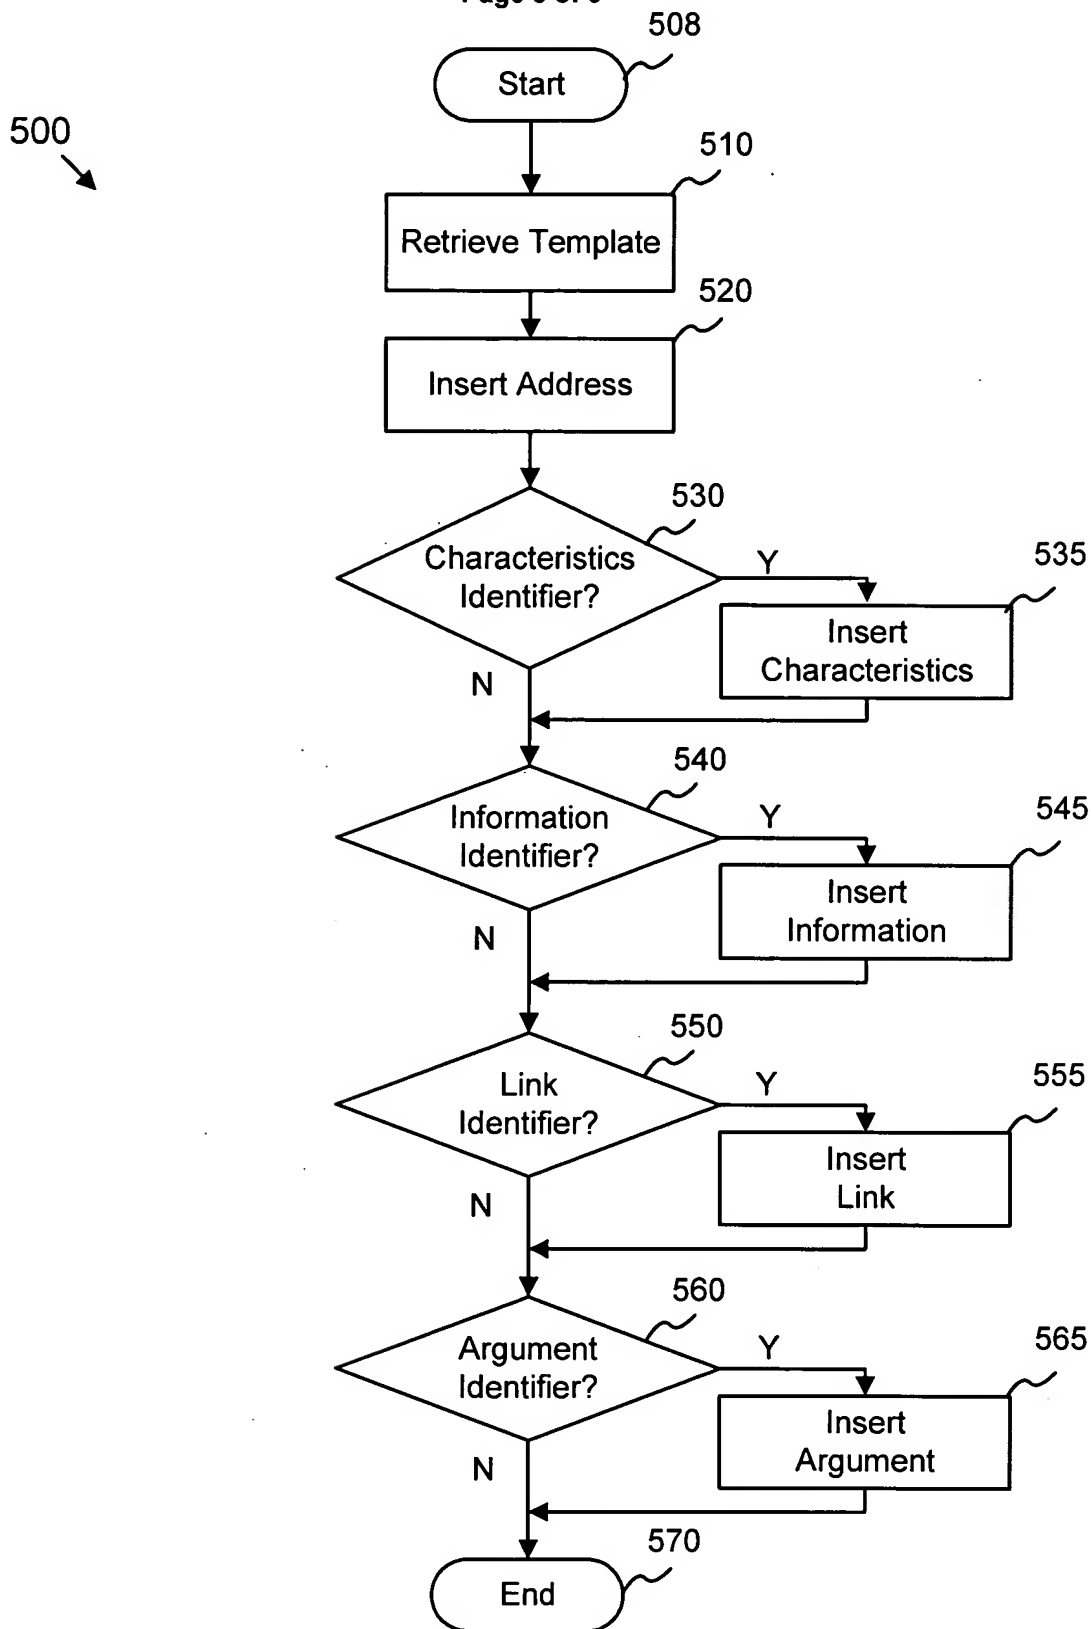 508
Start
500
510
Retrieve Template
520
Insert Address
530
Characteristics
Identifier?
Y
535
Insert
Characteristics
N
540
Information
Identifier?
Y
545
Insert
Information
N
550
Link
Identifier?
Y
555
Insert
Link
N
560
Argument
Identifier?
Y
565
Insert
Argument
N
570
End